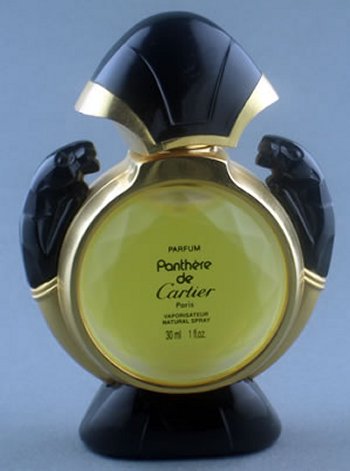 PARFUM
Panthère
de
Cartier
Paris
VAPORISATEUR
NATURAL SPRAY
30 ml 1 fl.oz.